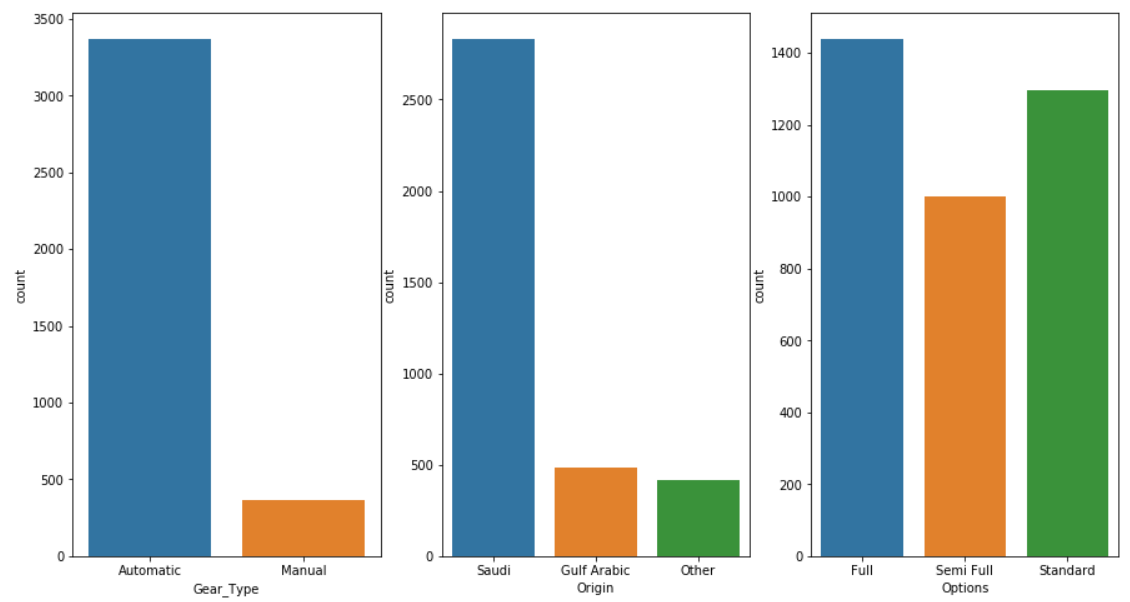 3500
3000
2500
2000
1500
1000
500
0
count
Automatic
Manual
Gear_Type
2500
2000
1500
1000
500
0
count
Saudi
Gulf Arabic
Other
Origin
1400
1200
1000
800
600
400
200
0
count
Full
Semi Full
Standard
Options